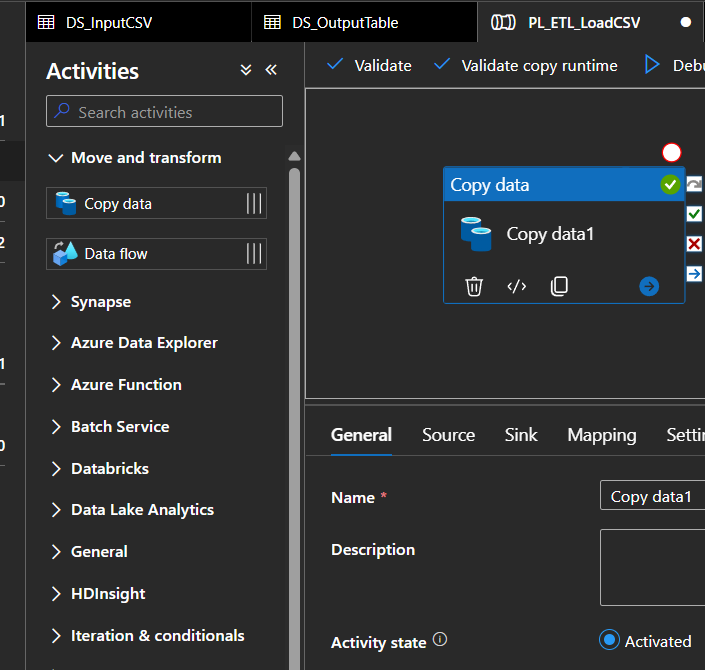 DS_InputCSV
DS_OutputTable
PL_ETL_LoadCSV
Activities
Search activities
Move and transform
Copy data
Data flow
Synapse
Azure Data Explorer
Azure Function
Batch Service
Databricks
Data Lake Analytics
General
HDInsight
Iteration & conditionals
1
0
2
1
0
Validate
Validate copy runtime
Debu
Copy data
Copy data1
General
Source
Sink
Mapping
Settin
Name *
Copy data1
Description
Activity state
Activated